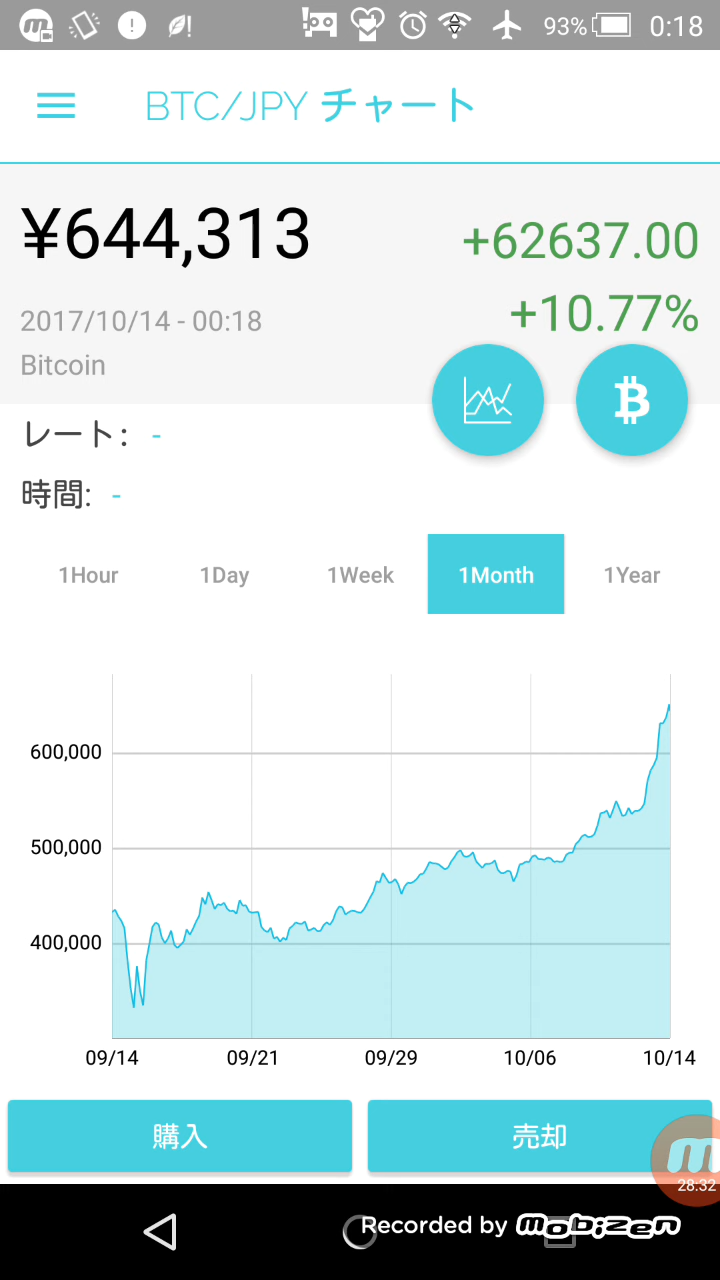 93% 0:18
BTC/JPY チャート
¥644,313
+62637.00
2017/10/14 - 00:18
+10.77%
Bitcoin
レート: -
時間: -
1Hour 1Day 1Week 1Month 1Year
600,000
500,000
400,000
09/14 09/21 09/29 10/06 10/14
購入 売却
28:32
Recorded by mobizen